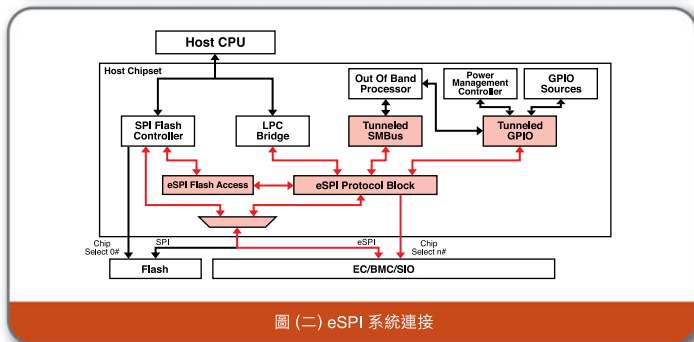 Host CPU
Host Chipset
Out Of Band
Processor
Power
Management
Controller
GPIO
Sources
SPI Flash
Controller
LPC
Bridge
Tunneled
SMBus
Tunneled
GPIO
eSPI Flash Access
eSPI Protocol Block
Chip
Select 0#
SPI
eSPI
Chip
Select n#
Flash
EC/BMC/SIO
圖 (二) eSPI 系統連接